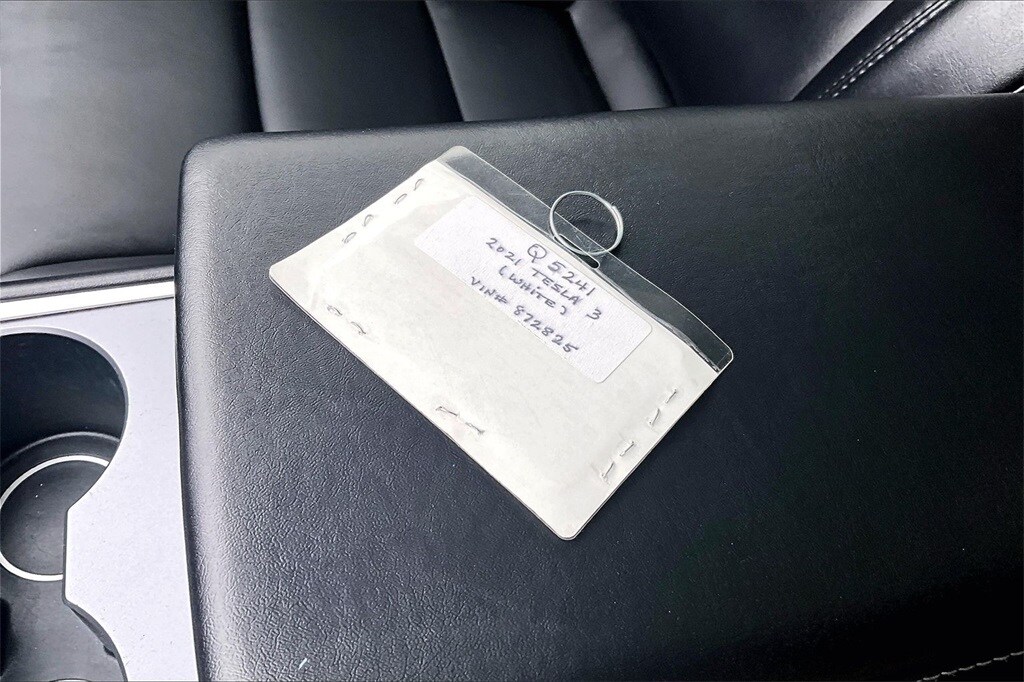 Q5241
2021 TESLA 3
(WHITE)
VIN# 872825